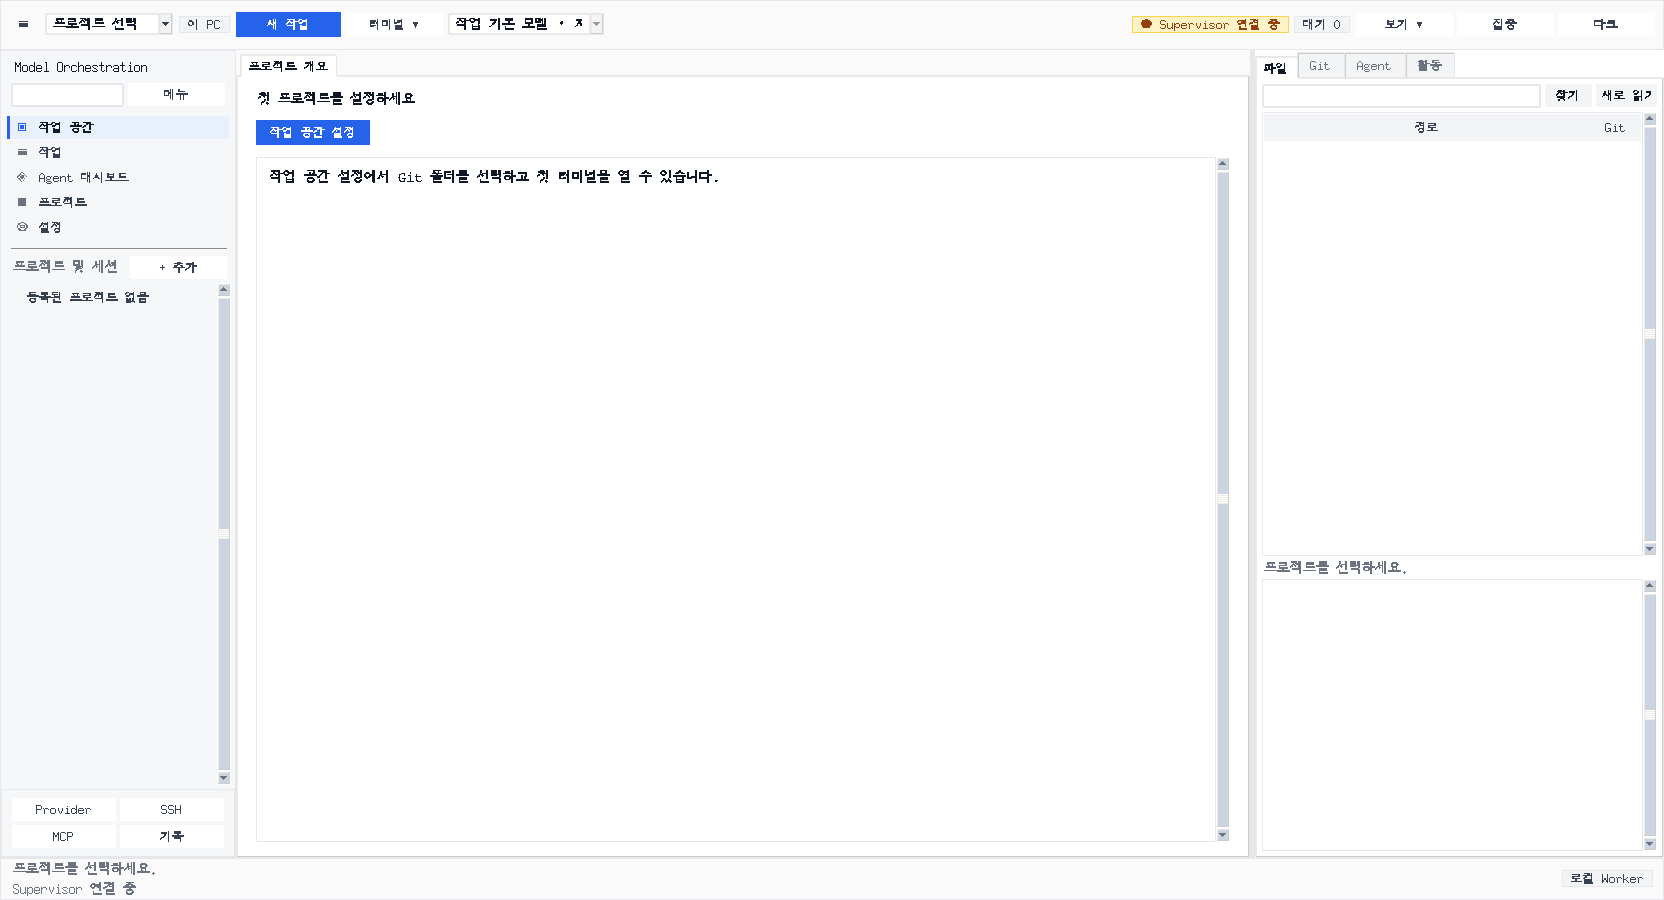 프로젝트 선택
이 PC
새 작업
터미널 ▾
작업 기존 모델 • ㅈ
● Supervisor 연결 중
대기 0
보기 ▾
집중
다크
Model Orchestration
메뉴
작업 공간
작업
Agent 대시보드
프로젝트
설정
프로젝트 및 세션
+ 추가
등록된 프로젝트 없음
Provider
SSH
MCP
기록
프로젝트 개요
첫 프로젝트를 설정하세요
작업 공간 설정
작업 공간 설정에서 Git 폴더를 선택하고 첫 터미널을 열 수 있습니다.
파일
Git
Agent
활동
찾기
새로 읽기
경로
Git
프로젝트를 선택하세요.
프로젝트를 선택하세요.
Supervisor 연결 중
로컬 Worker